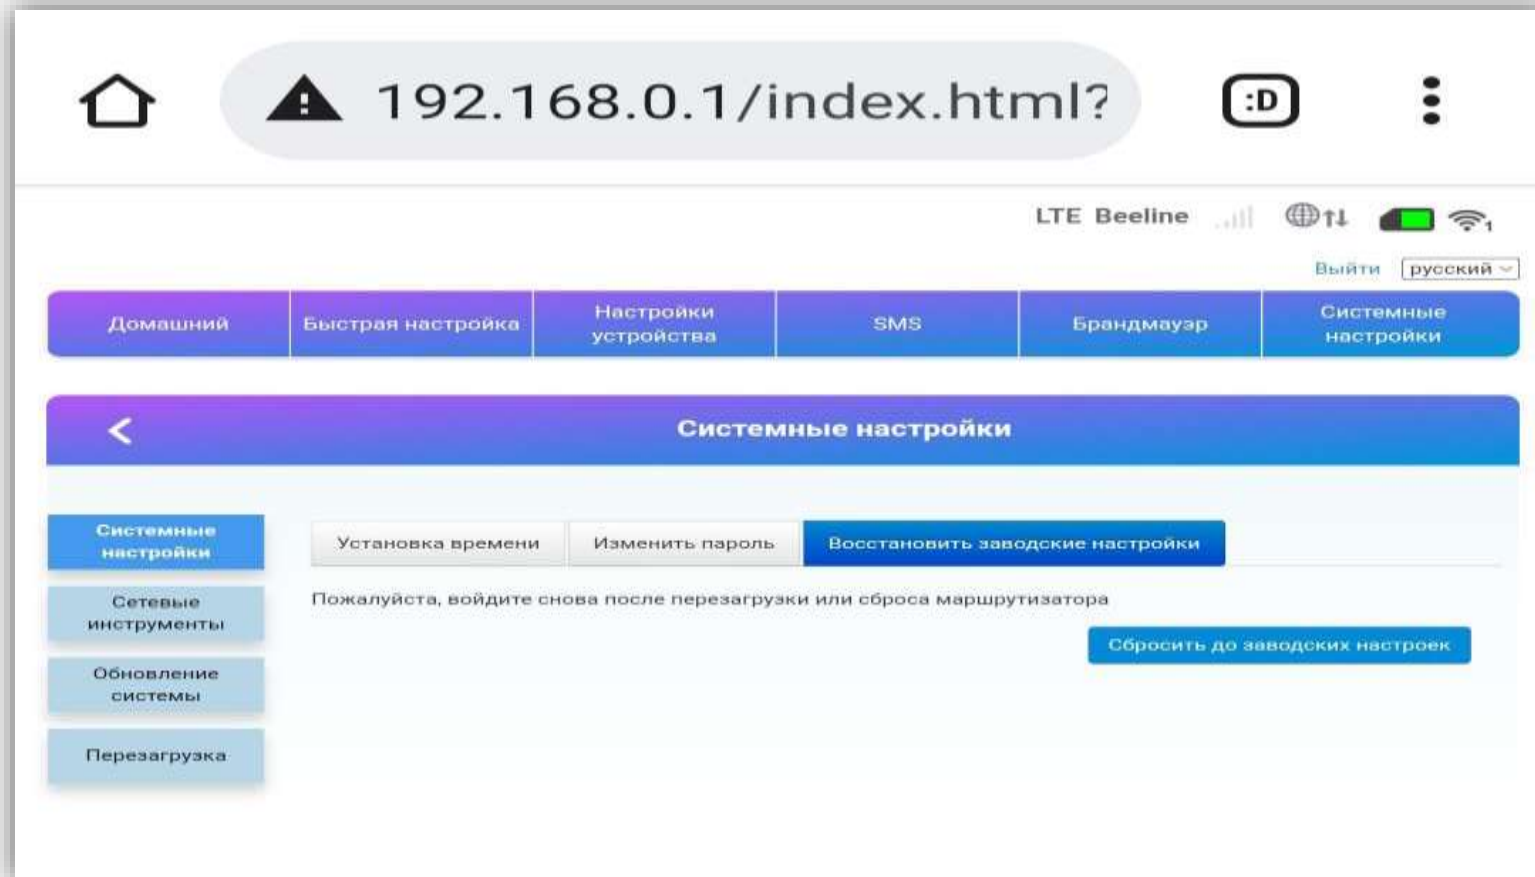 192.168.0.1/index.html?
:D
LTE Beeline
1
Выйти русский
Домашний
Быстрая настройка
Настройки
устройства
SMS
Брандмауэр
Системные
настройки
Системные настройки
Системные
настройки
Сетевые
инструменты
Обновление
системы
Перезагрузка
Установка времени
Изменить пароль
Восстановить заводские настройки
Пожалуйста, войдите снова после перезагрузки или сброса маршрутизатора
Сбросить до заводских настроек